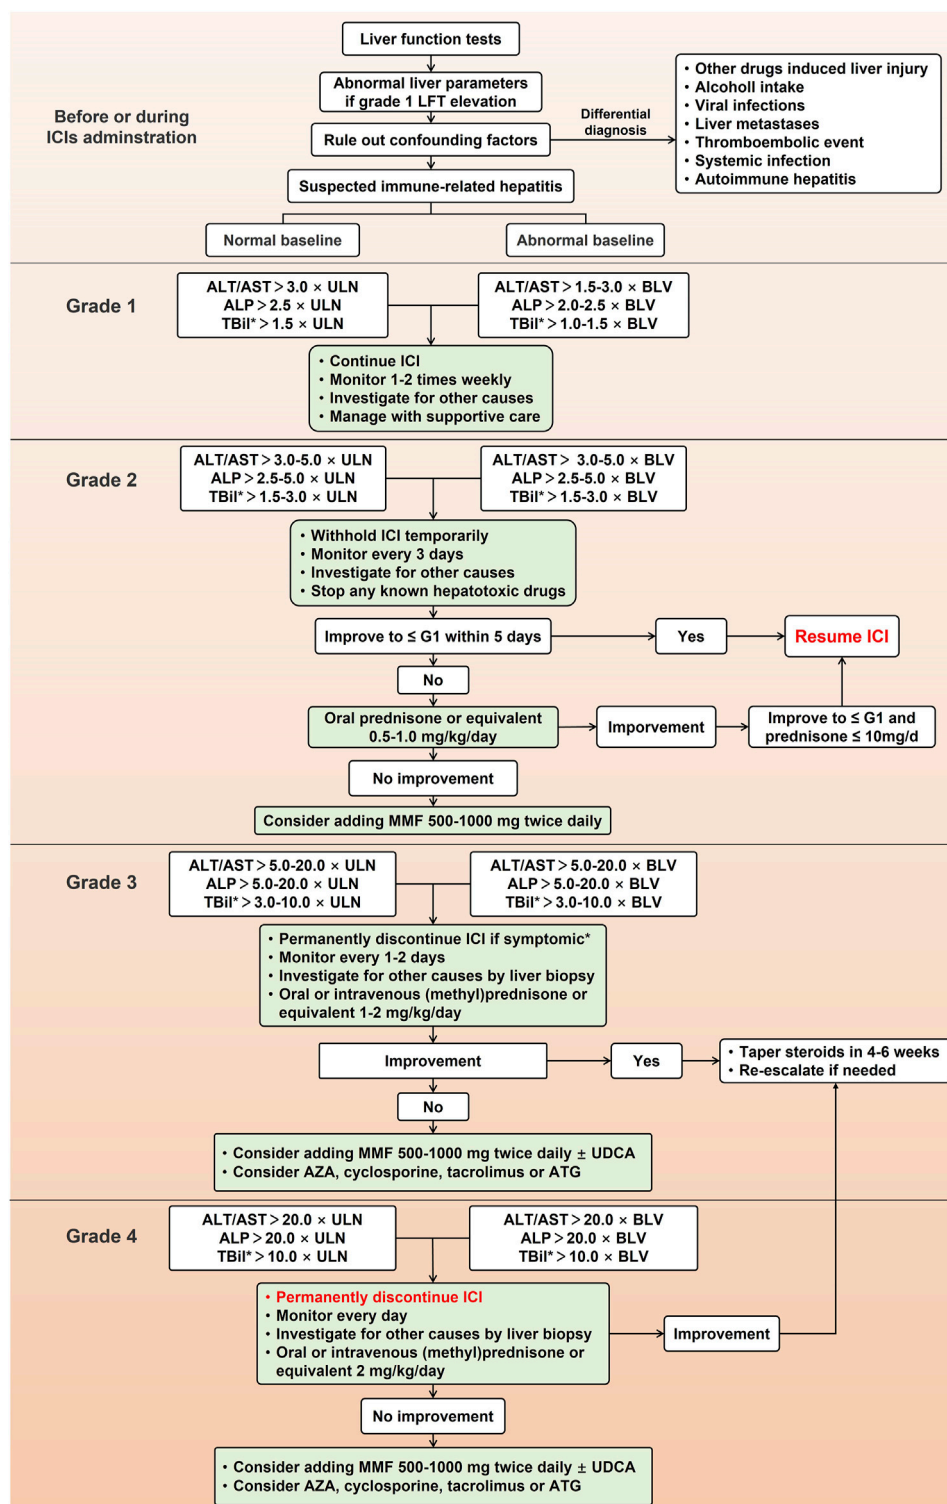 Liver function tests
Abnormal liver parameters
if grade 1 LFT elevation
Before or during
ICIs adminstration
Rule out confounding factors
Differential
diagnosis
• Other drugs induced liver injury
• Alcoholl intake
• Viral infections
• Liver metastases
• Thromboembolic event
• Systemic infection
• Autoimmune hepatitis
Suspected immune-related hepatitis
Normal baseline
Abnormal baseline
Grade 1
ALT/AST > 3.0 × ULN
ALP > 2.5 × ULN
TBil* > 1.5 × ULN
ALT/AST > 1.5-3.0 × BLV
ALP > 2.0-2.5 × BLV
TBil* > 1.0-1.5 × BLV
• Continue ICI
• Monitor 1-2 times weekly
• Investigate for other causes
• Manage with supportive care
Grade 2
ALT/AST > 3.0-5.0 × ULN
ALP > 2.5-5.0 × ULN
TBil* > 1.5-3.0 × ULN
ALT/AST > 3.0-5.0 × BLV
ALP > 2.5-5.0 × BLV
TBil* > 1.5-3.0 × BLV
• Withhold ICI temporarily
• Monitor every 3 days
• Investigate for other causes
• Stop any known hepatotoxic drugs
Improve to ≤ G1 within 5 days
Yes
Resume ICI
No
Oral prednisone or equivalent
0.5-1.0 mg/kg/day
Imporvement
Improve to ≤ G1 and
prednisone ≤ 10mg/d
No improvement
Consider adding MMF 500-1000 mg twice daily
Grade 3
ALT/AST > 5.0-20.0 × ULN
ALP > 5.0-20.0 × ULN
TBil* > 3.0-10.0 × ULN
ALT/AST > 5.0-20.0 × BLV
ALP > 5.0-20.0 × BLV
TBil* > 3.0-10.0 × BLV
• Permanently discontinue ICI if symptomic*
• Monitor every 1-2 days
• Investigate for other causes by liver biopsy
• Oral or intravenous (methyl)prednisone or
equivalent 1-2 mg/kg/day
Improvement
Yes
• Taper steroids in 4-6 weeks
• Re-escalate if needed
No
• Consider adding MMF 500-1000 mg twice daily ± UDCA
• Consider AZA, cyclosporine, tacrolimus or ATG
Grade 4
ALT/AST > 20.0 × ULN
ALP > 20.0 × ULN
TBil* > 10.0 × ULN
ALT/AST > 20.0 × BLV
ALP > 20.0 × BLV
TBil* > 10.0 × BLV
• Permanently discontinue ICI
• Monitor every day
• Investigate for other causes by liver biopsy
• Oral or intravenous (methyl)prednisone or
equivalent 2 mg/kg/day
Improvement
No improvement
• Consider adding MMF 500-1000 mg twice daily ± UDCA
• Consider AZA, cyclosporine, tacrolimus or ATG